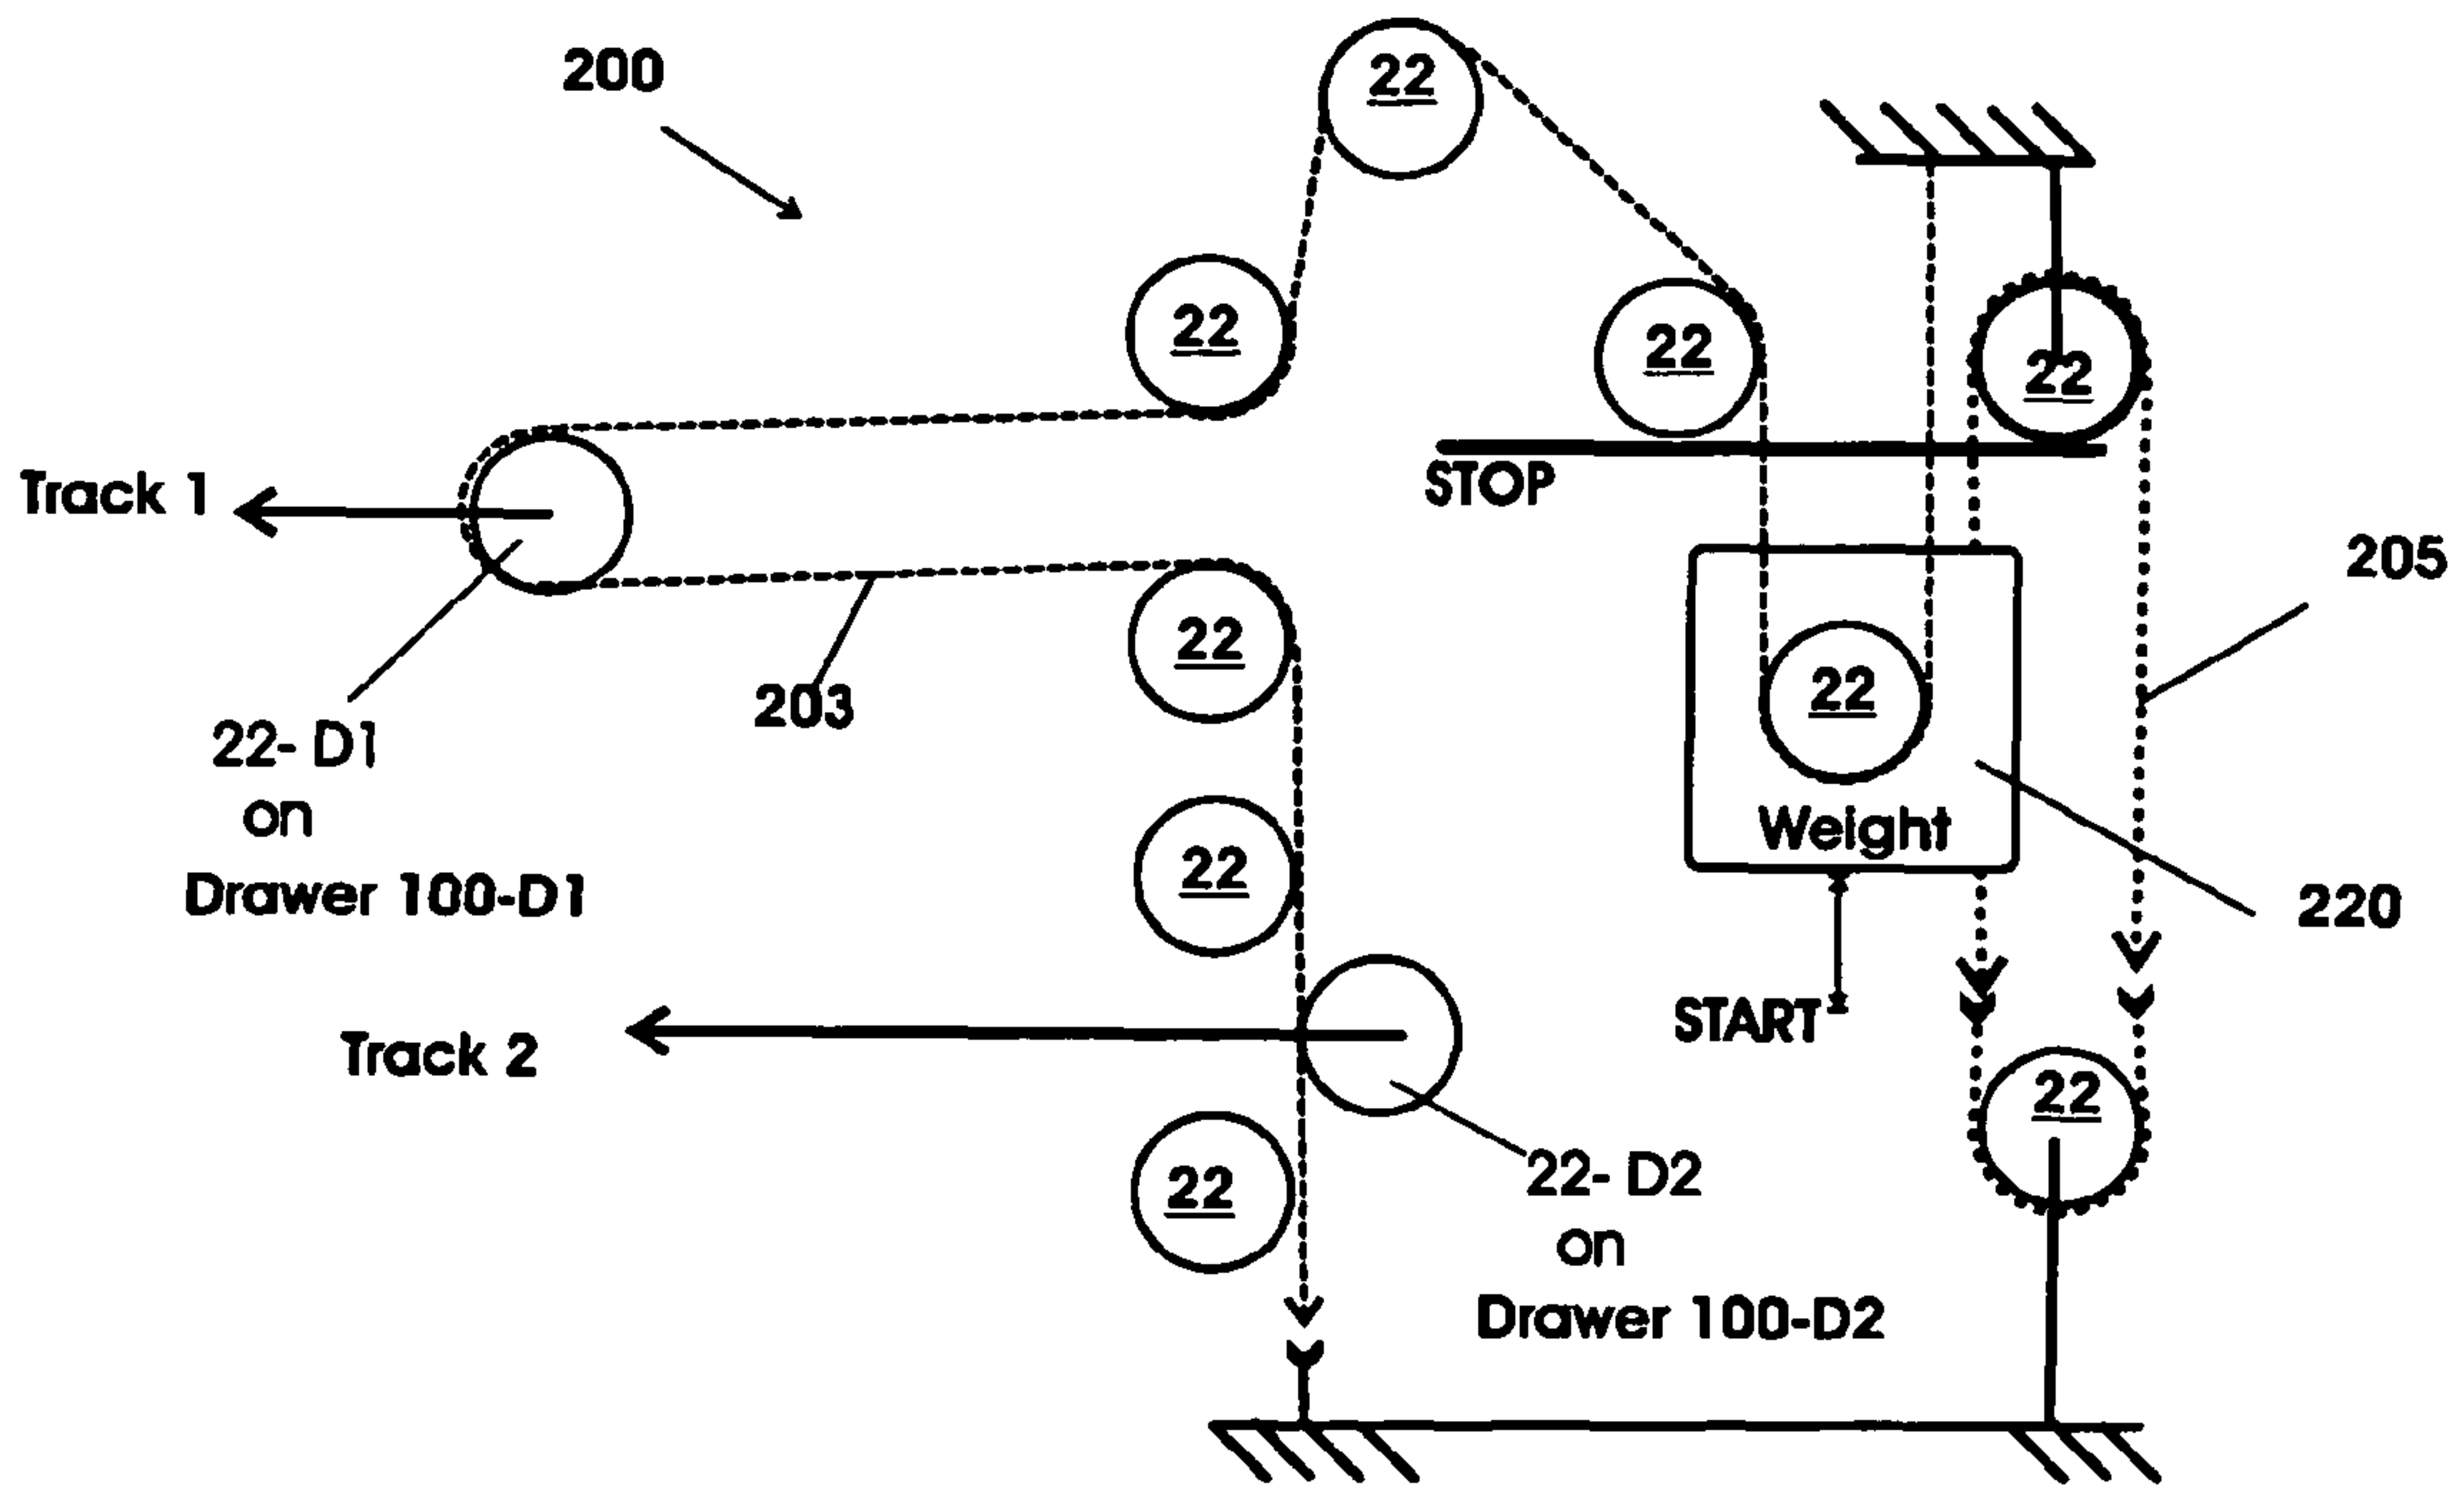 200
22
22
22
22
Track 1
STOP
205
22
203
22
22- D1
on
Drawer 100-D1
Weight
22
220
START
Track 2
22
22- D2
on
Drawer 100-D2
22